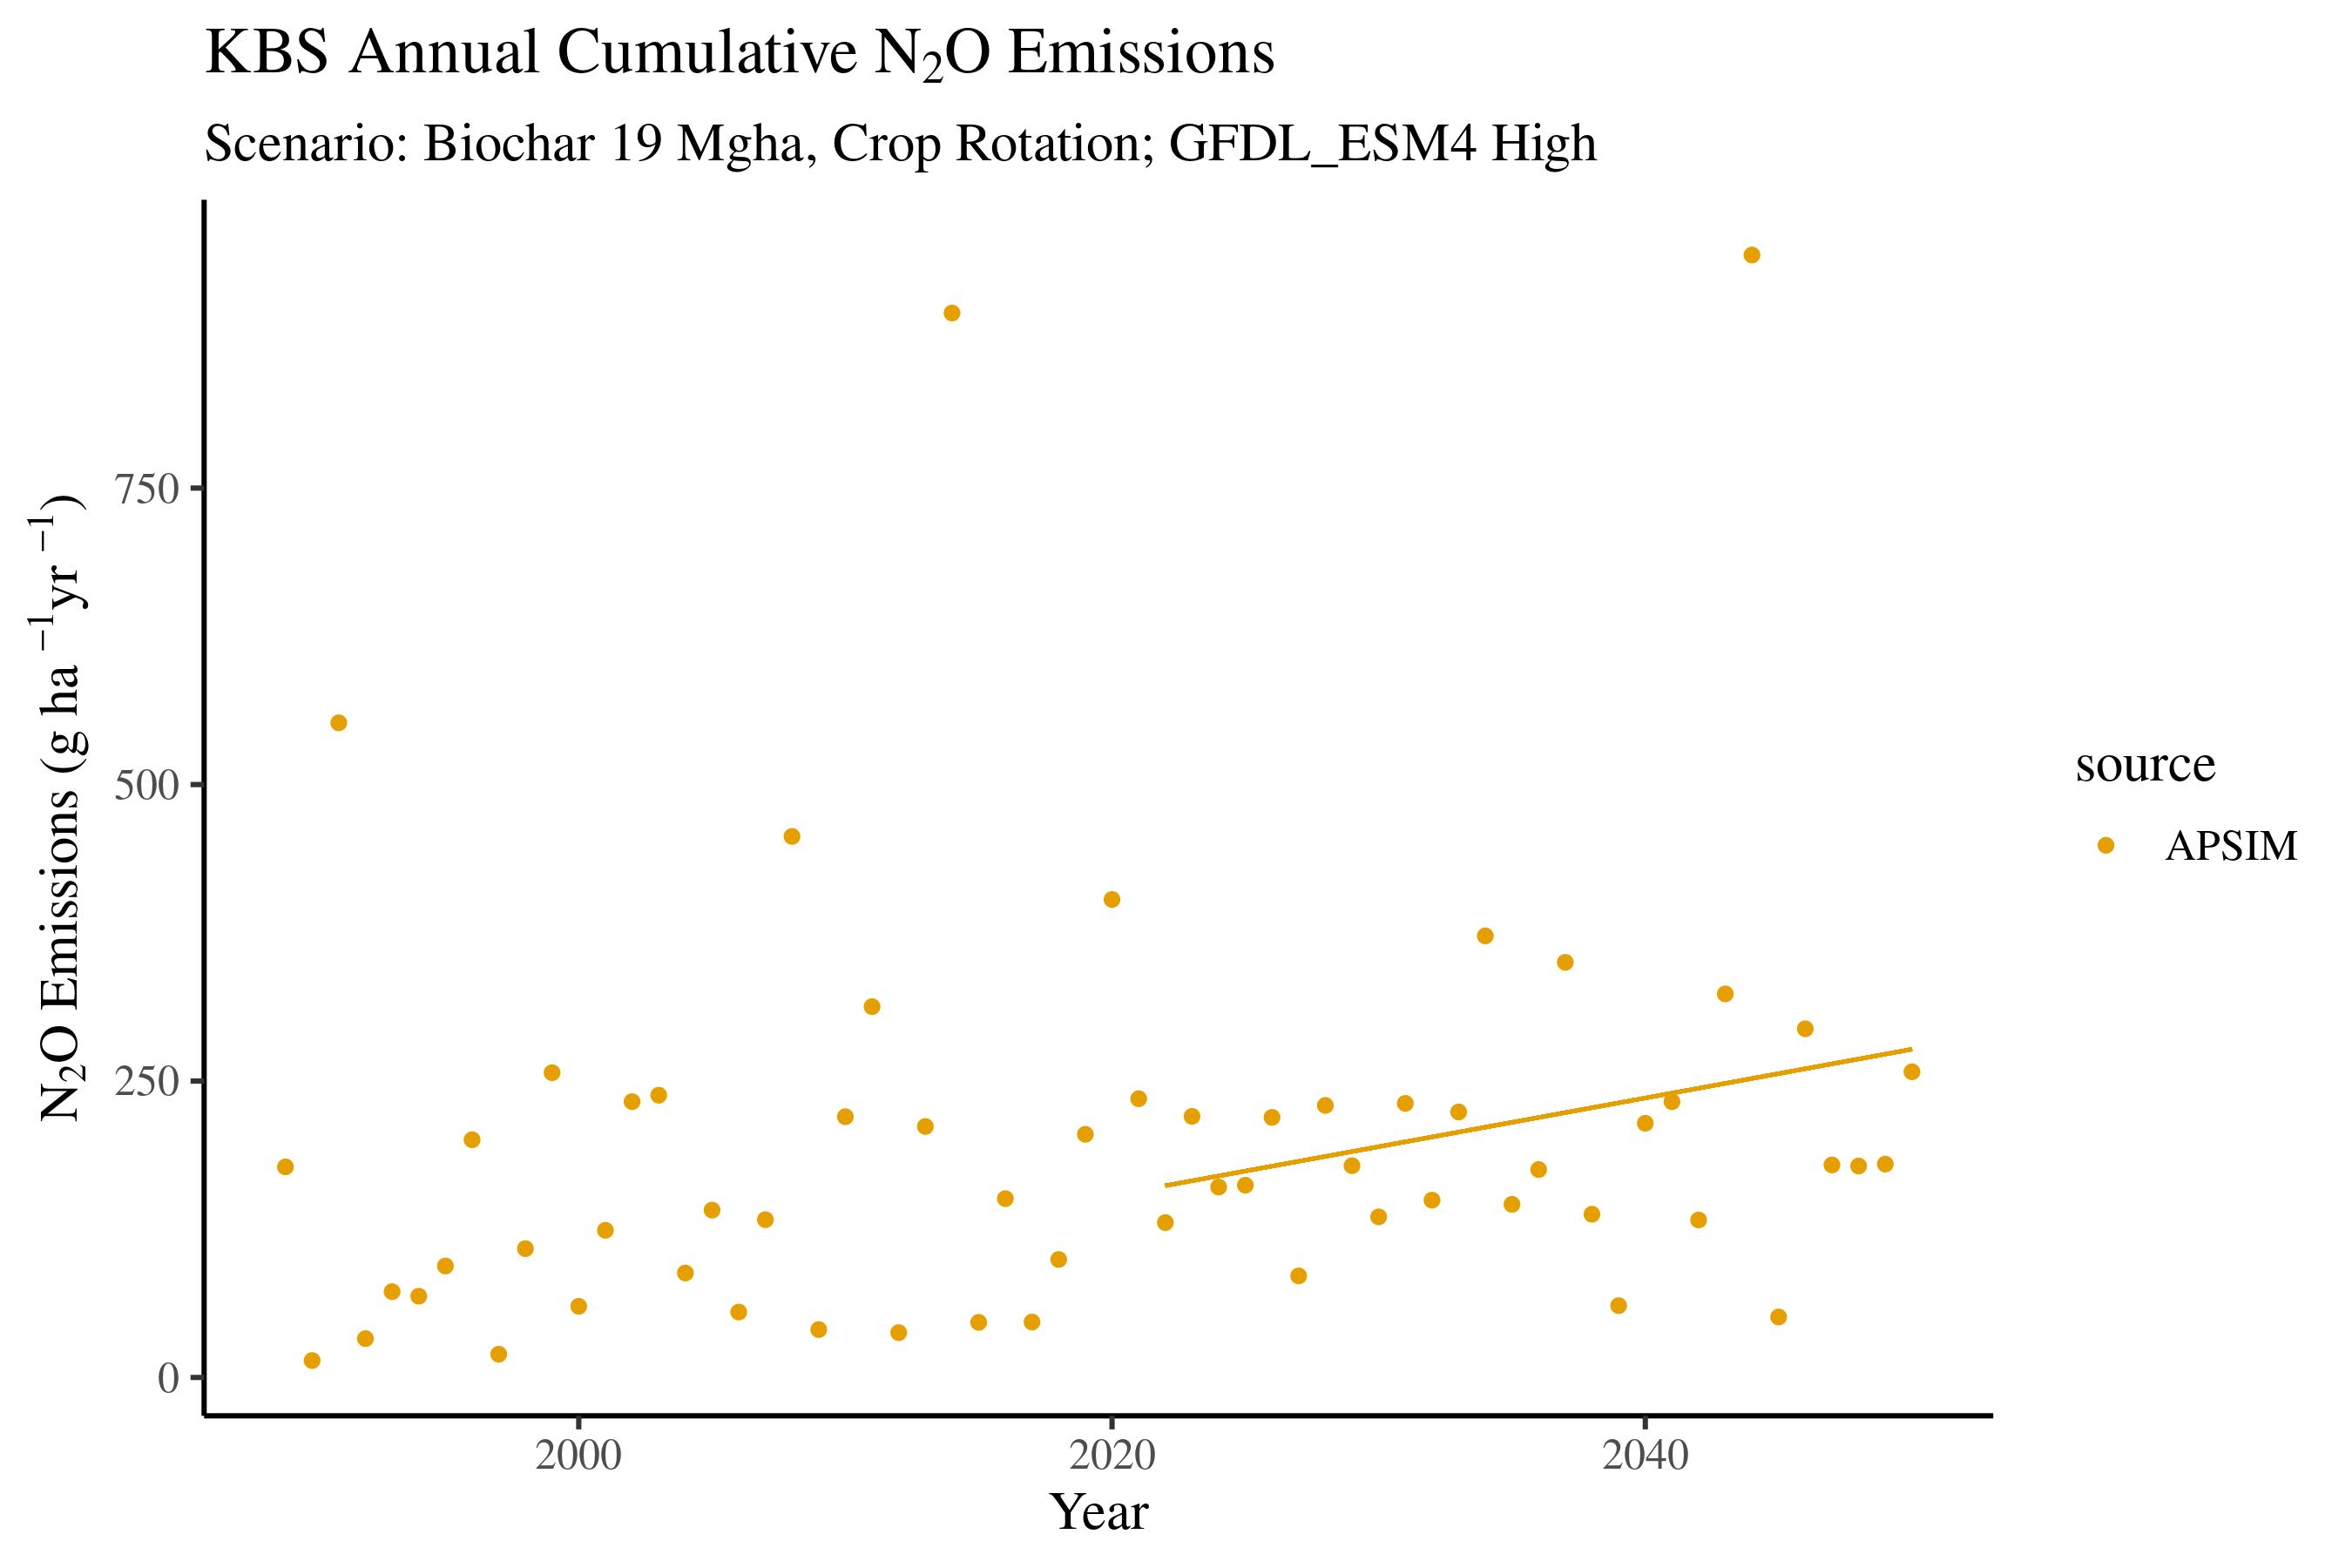 KBS Annual Cumulative N₂O Emissions
Scenario: Biochar 19 Mgha, Crop Rotation; GFDL_ESM4 High
N₂O Emissions (g ha⁻¹yr⁻¹)
750
500
250
0
2000 2020 2040
Year
source
APSIM